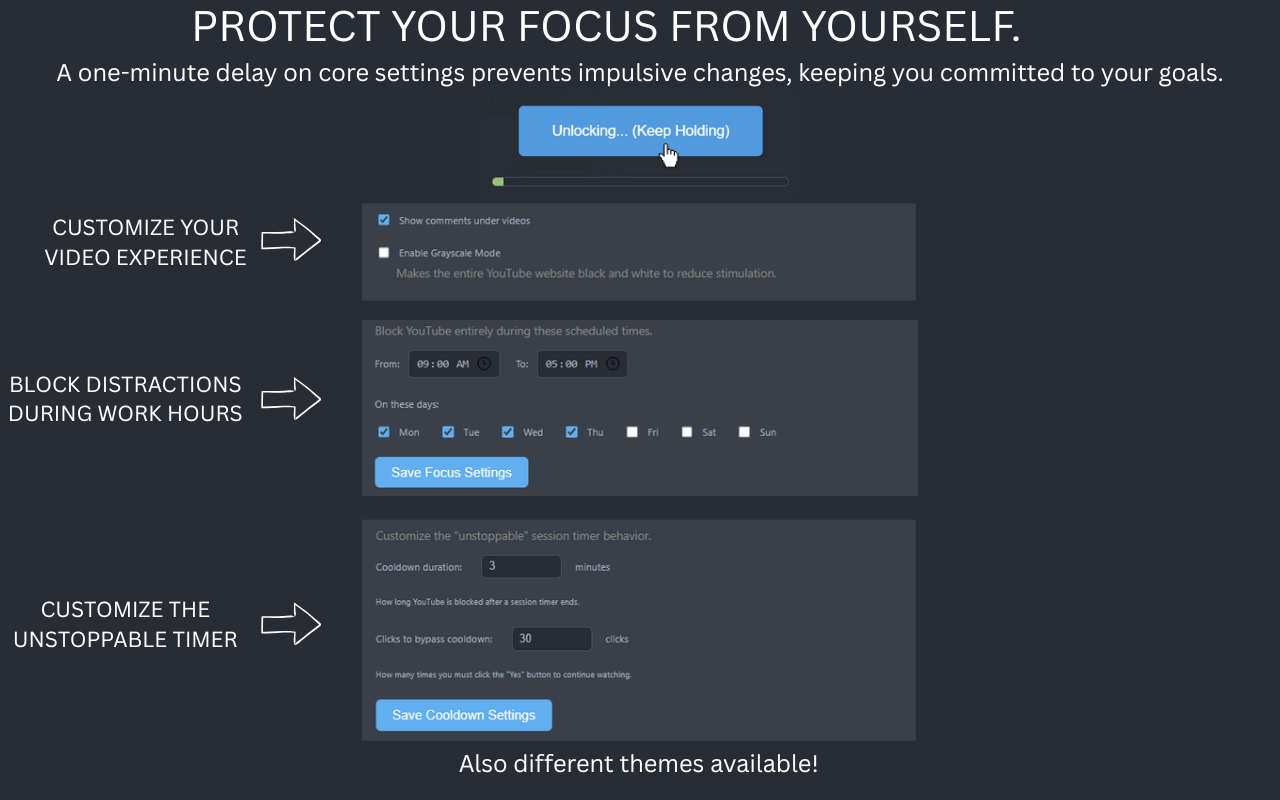 PROTECT YOUR FOCUS FROM YOURSELF.
A one-minute delay on core settings prevents impulsive changes, keeping you committed to your goals.
Unlocking... (Keep Holding)
CUSTOMIZE YOUR
VIDEO EXPERIENCE
Show comments under videos
Enable Grayscale Mode
Makes the entire YouTube website black and white to reduce stimulation.
BLOCK DISTRACTIONS
DURING WORK HOURS
Block YouTube entirely during these scheduled times.
From: 09:00 AM To: 05:00 PM
On these days:
Mon Tue Wed Thu Fri Sat Sun
Save Focus Settings
CUSTOMIZE THE
UNSTOPPABLE TIMER
Customize the "unstoppable" session timer behavior.
Cooldown duration: 3 minutes
How long YouTube is blocked after a session timer ends.
Clicks to bypass cooldown: 30 clicks
How many times you must click the "Yes" button to continue watching.
Save Cooldown Settings
Also different themes available!